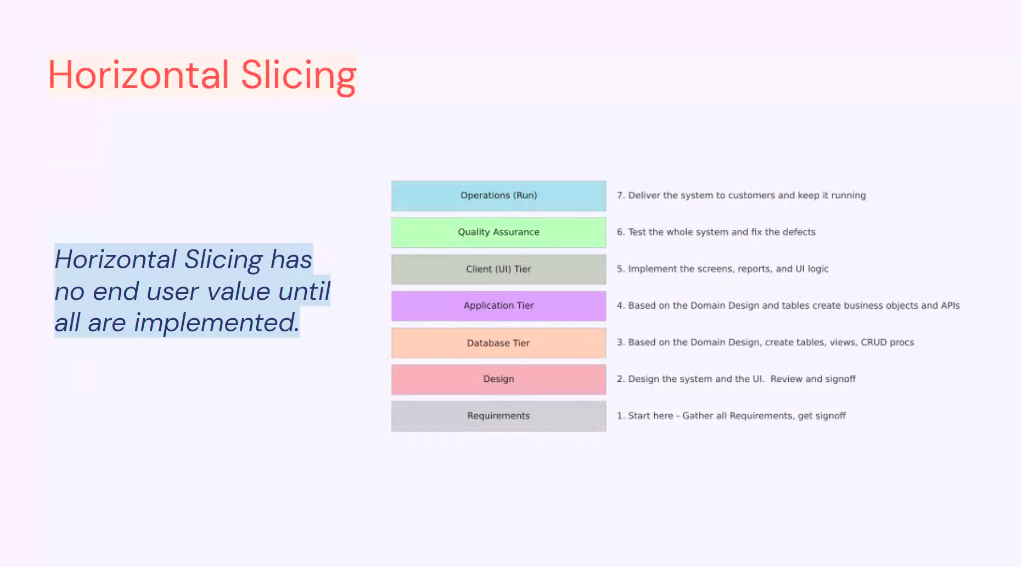 Horizontal Slicing
Horizontal Slicing has
no end user value until
all are implemented.
Operations (Run)
7. Deliver the system to customers and keep it running
Quality Assurance
6. Test the whole system and fix the defects
Client (UI) Tier
5. Implement the screens, reports, and UI logic
Application Tier
4. Based on the Domain Design and tables create business objects and APIs
Database Tier
3. Based on the Domain Design, create tables, views, CRUD procs
Design
2. Design the system and the UI.  Review and signoff
Requirements
1. Start here - Gather all Requirements, get signoff